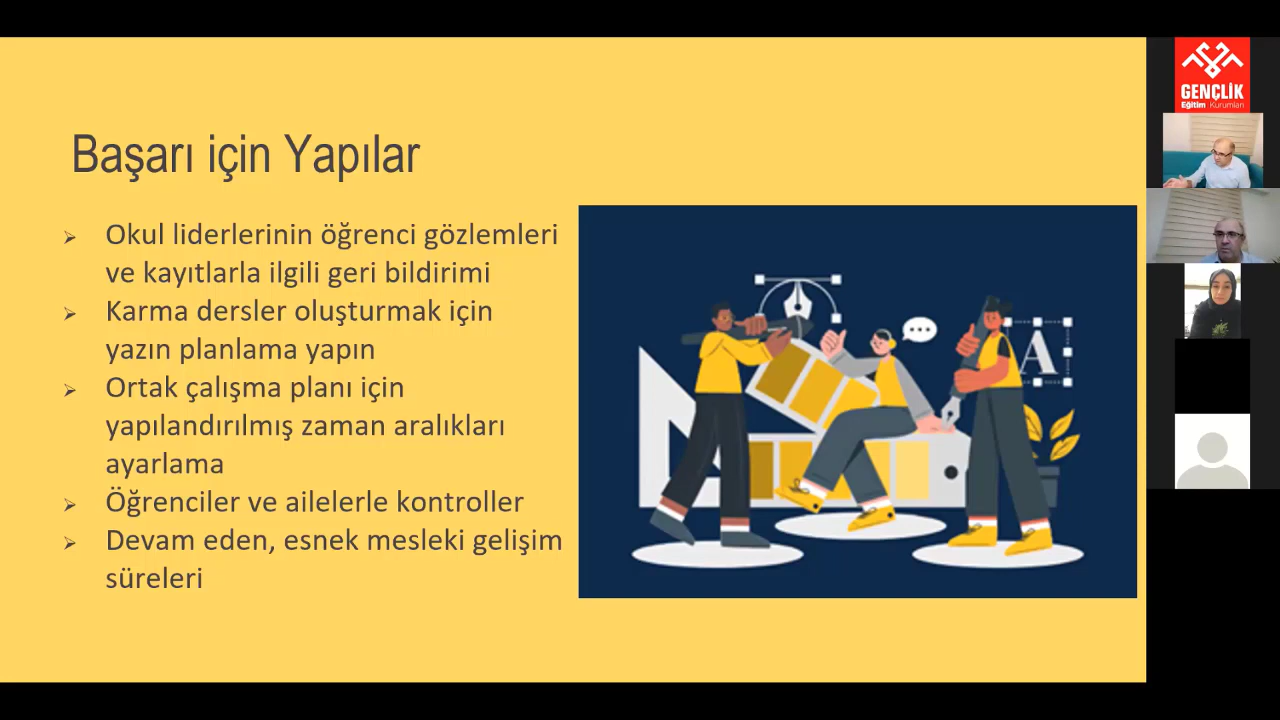 Başarı için Yapılar
Okul liderlerinin öğrenci gözlemleri
ve kayıtlarla ilgili geri bildirimi
Karma dersler oluşturmak için
yazın planlama yapın
Ortak çalışma planı için
yapılandırılmış zaman aralıkları
ayarlama
Öğrenciler ve ailelerle kontroller
Devam eden, esnek mesleki gelişim
süreleri
A
GENÇLİK
Eğitim Kurumları